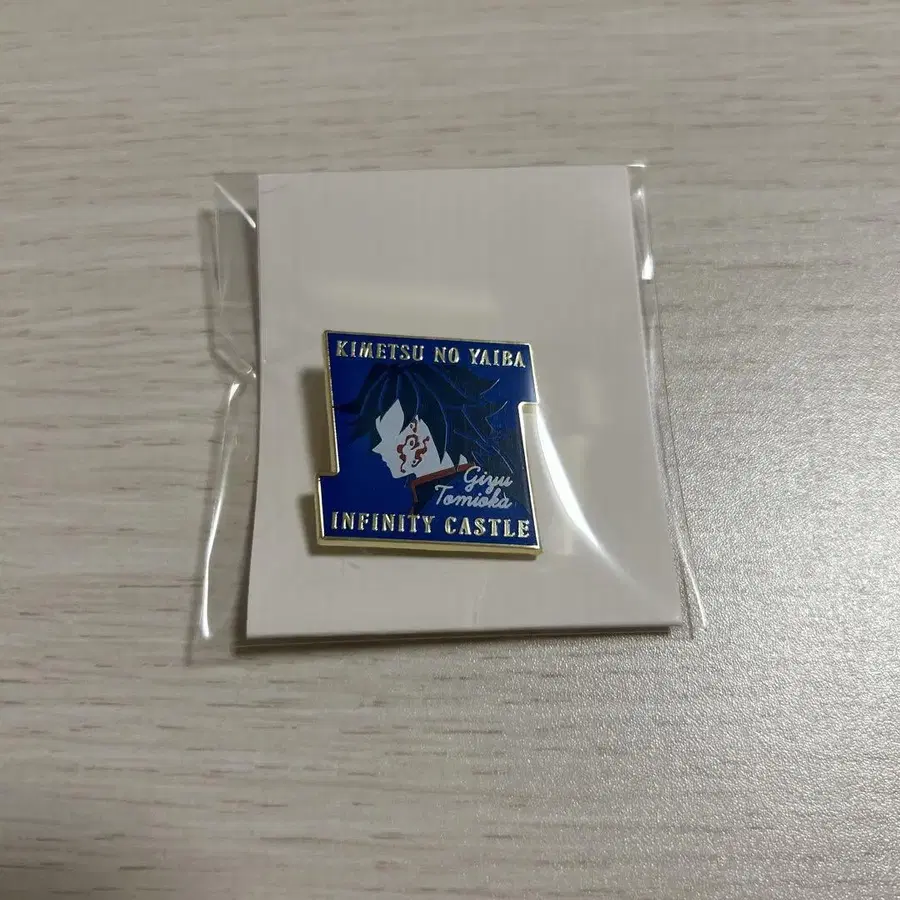 KIMETSU NO YAIBA
Giyu
Tomioka
INFINITY CASTLE